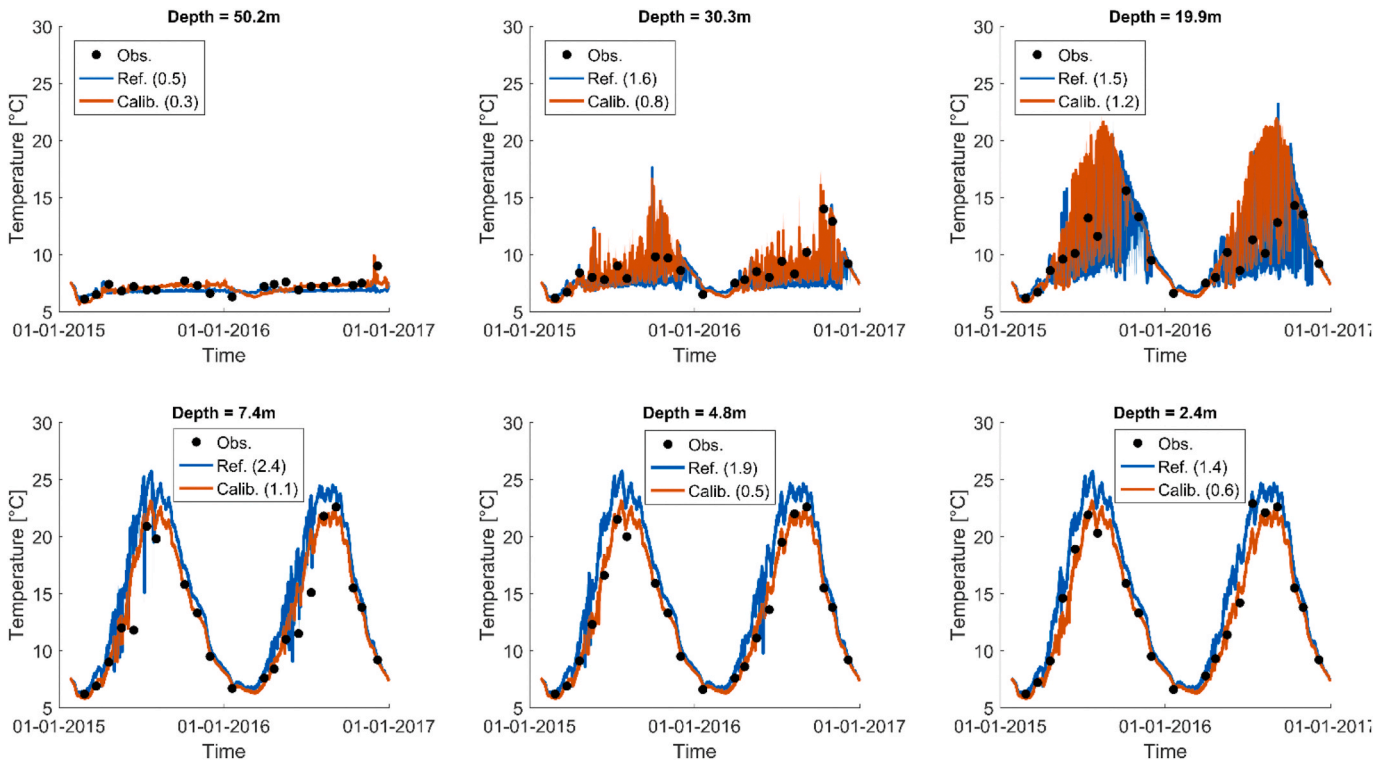 Depth = 50.2m
30
25
20
15
10
5
Temperature [°C]
Obs.
Ref. (0.5)
Calib. (0.3)
01-01-2015
01-01-2016
01-01-2017
Time
Depth = 30.3m
30
25
20
15
10
5
Temperature [°C]
Obs.
Ref. (1.6)
Calib. (0.8)
01-01-2015
01-01-2016
01-01-2017
Time
Depth = 19.9m
30
25
20
15
10
5
Temperature [°C]
Obs.
Ref. (1.5)
Calib. (1.2)
01-01-2015
01-01-2016
01-01-201
Time
Depth = 7.4m
30
25
20
15
10
5
Temperature [°C]
Obs.
Ref. (2.4)
Calib. (1.1)
01-01-2015
01-01-2016
01-01-2017
Time
Depth = 4.8m
30
25
20
15
10
5
Temperature [°C]
Obs.
Ref. (1.9)
Calib. (0.5)
01-01-2015
01-01-2016
01-01-2017
Time
Depth = 2.4m
30
25
20
15
10
5
Temperature [°C]
Obs.
Ref. (1.4)
Calib. (0.6)
01-01-2015
01-01-2016
01-01-2017
Time